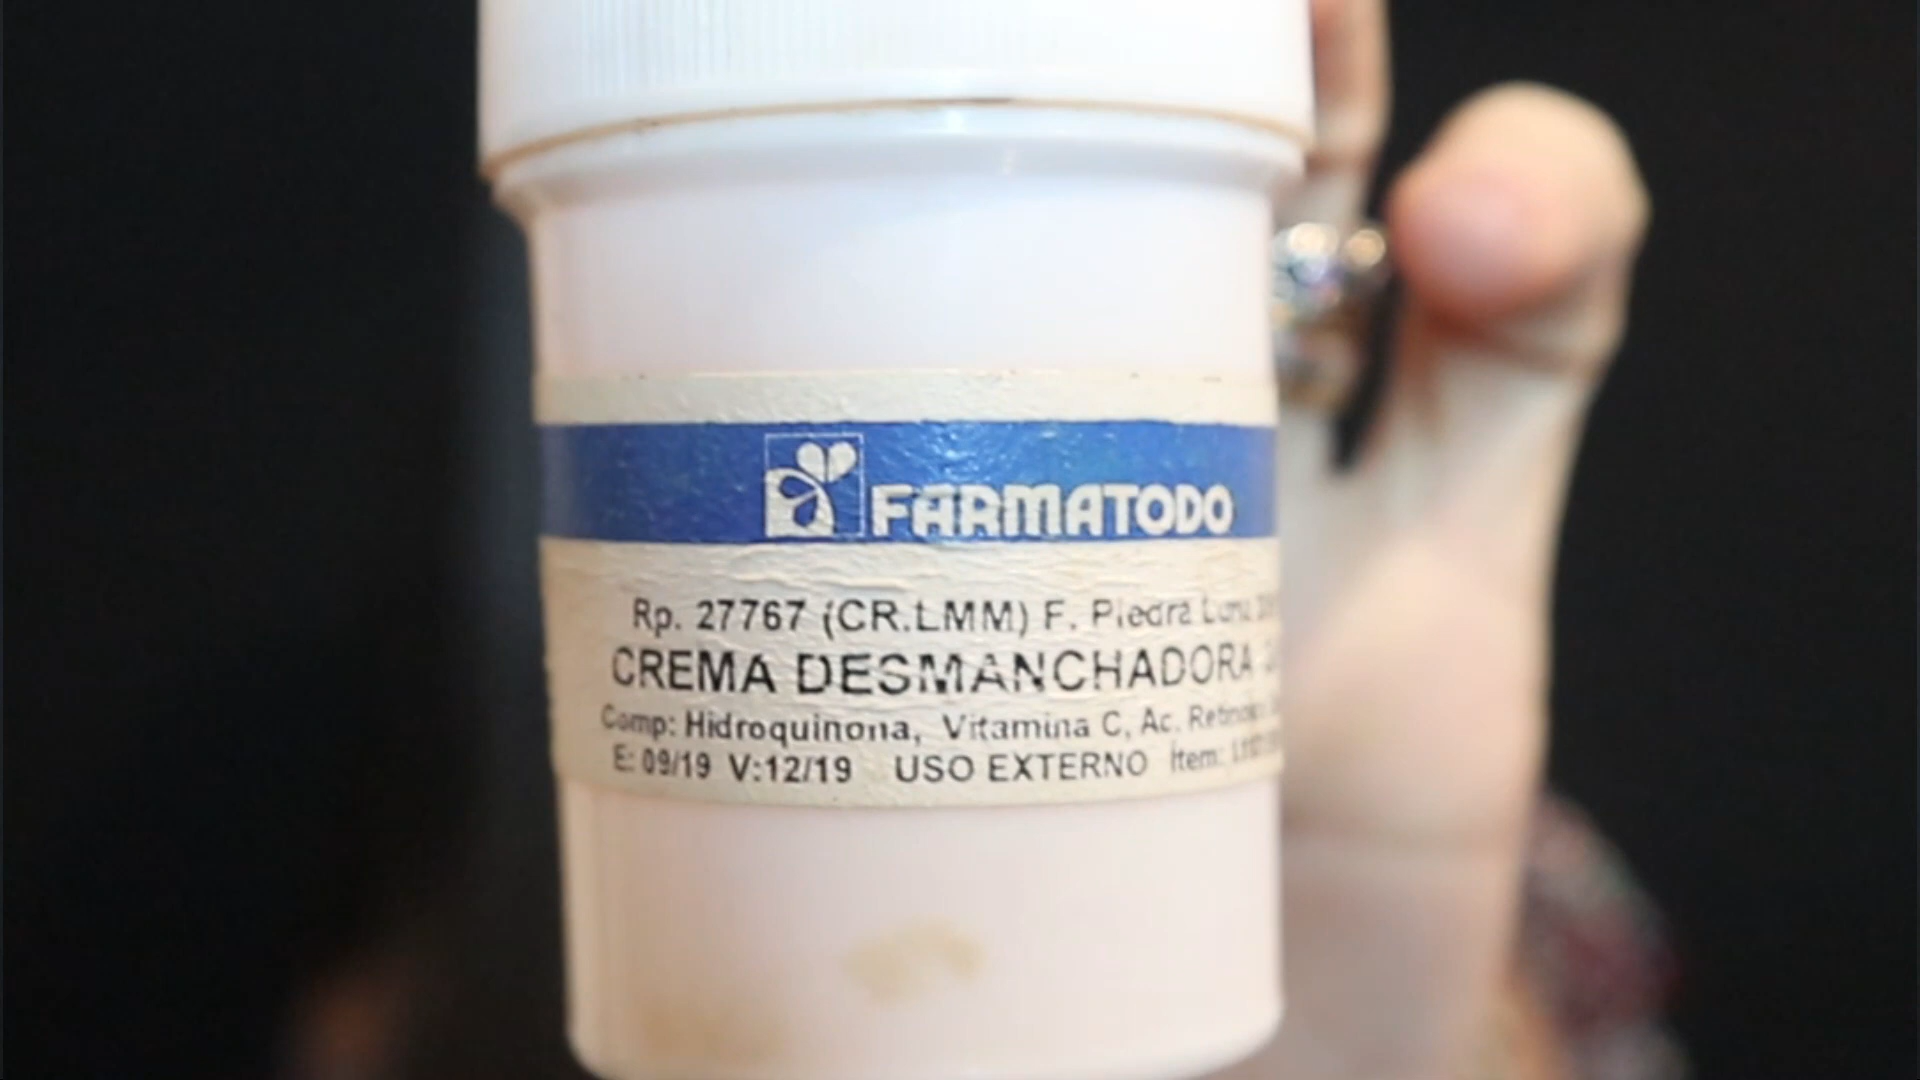 FARMATODO
Rp. 27767 (CR.LMM) F. Piedra Luna
CREMA DESMANCHADORA
Comp: Hidroquinona, Vitamina C, Ac.
E: 09/19 V:12/19 USO EXTERNO Ítem: